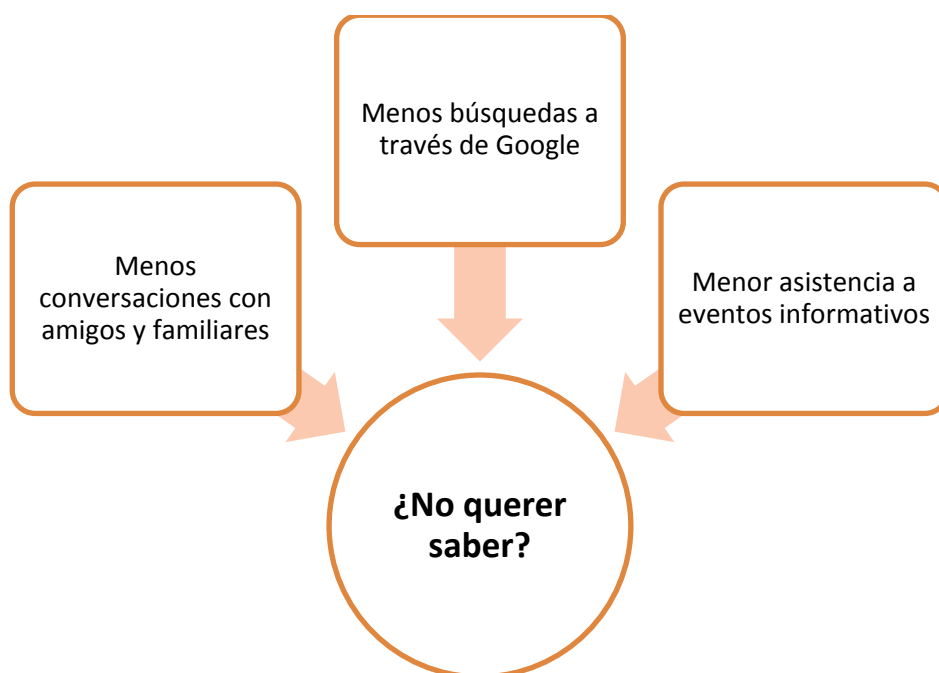 Menos búsquedas a
través de Google
Menos
conversaciones con
amigos y familiares
Menor asistencia a
eventos informativos
¿No querer
saber?